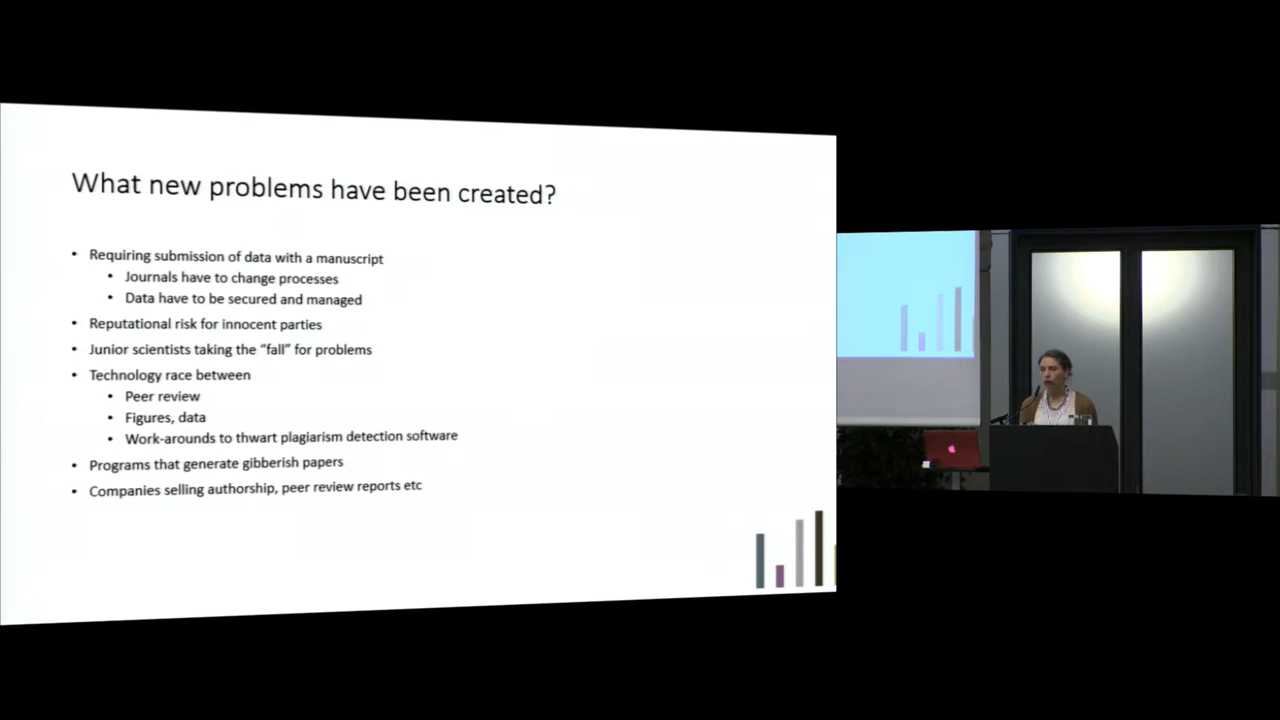 What new problems have been created?
• Requiring submission of data with a manuscript
• Journals have to change processes
• Data have to be secured and managed
• Reputational risk for innocent parties
• Junior scientists taking the “fall” for problems
• Technology race between
• Peer review
• Figures, data
• Work-arounds to thwart plagiarism detection software
• Programs that generate gibberish papers
• Companies selling authorship, peer review reports etc